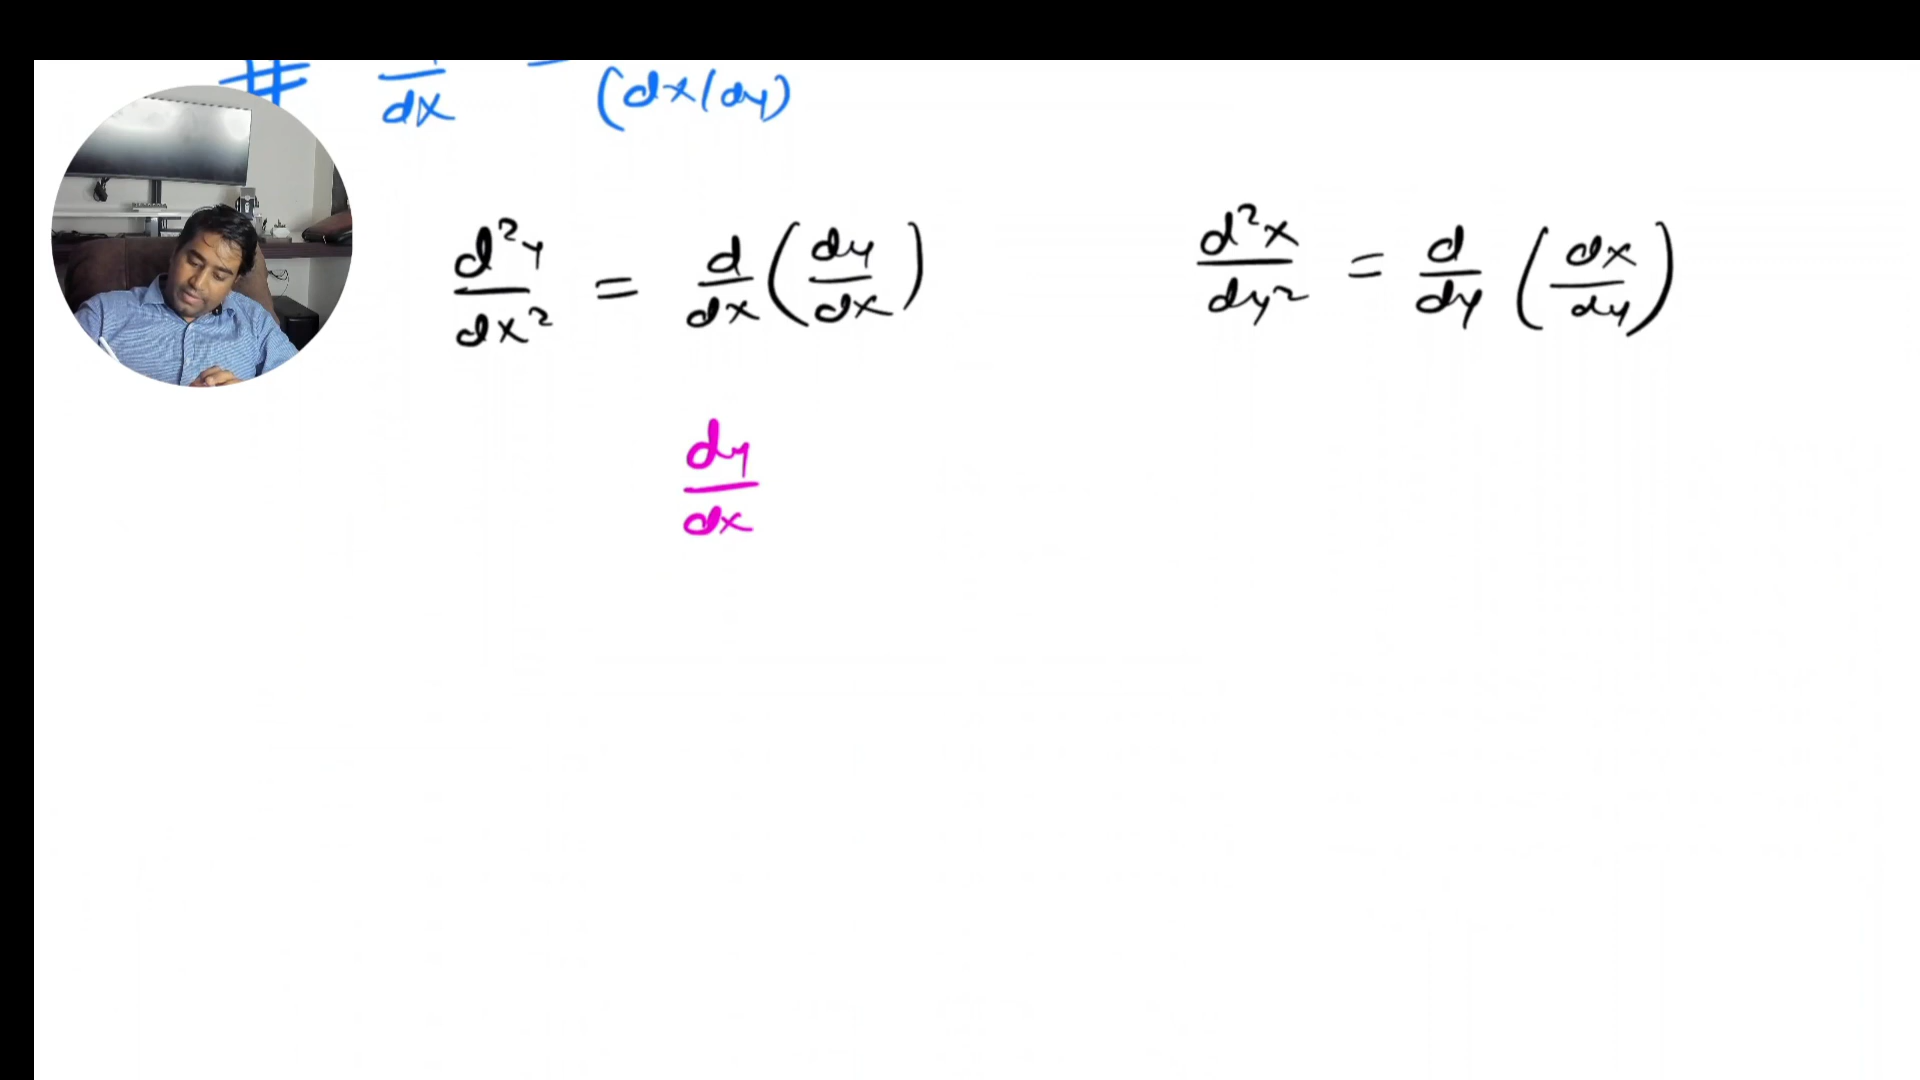 # dx = (dx/dy)
d²y/dx² = d/dx (dy/dx)
d²x/dy² = d/dy (dx/dy)
dy/dx